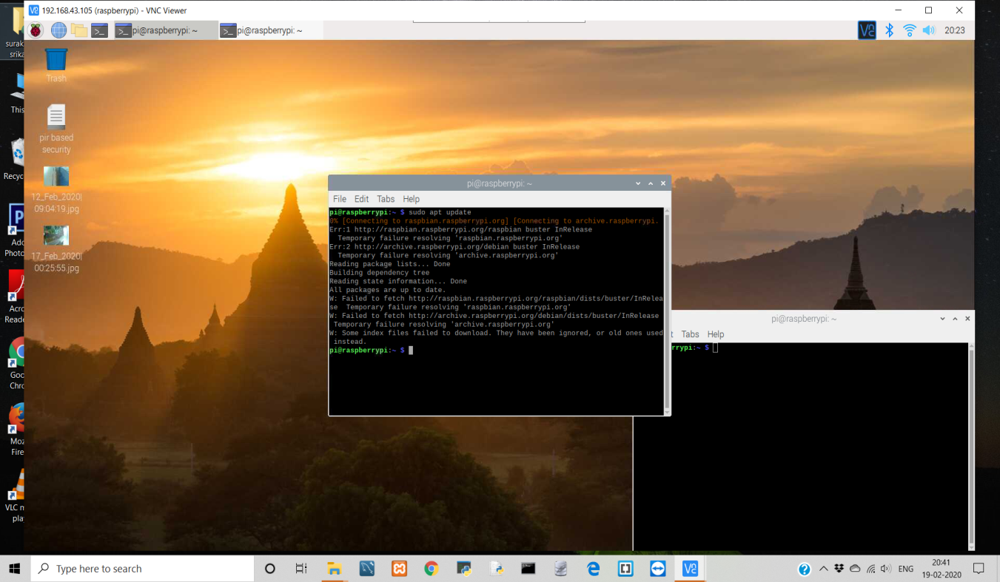 192.168.43.105 (raspberrypi) - VNC Viewer
pi@raspberrypi: ~
pi@raspberrypi: ~
20:23
Trash
pir based
security
12_Feb_2020|
09:04:19.jpg
17_Feb_2020|
00:25:55.jpg
surak
srika
This
Recyc
Ado
Photo
Acro
Reade
Goo
Chro
Moz
Fire
VLC m
pla
pi@raspberrypi: ~
File Edit Tabs Help
pi@raspberrypi:~ $ sudo apt update
0% [Connecting to raspbian.raspberrypi.org] [Connecting to archive.raspberrypi.
Err:1 http://raspbian.raspberrypi.org/raspbian buster InRelease
Temporary failure resolving 'raspbian.raspberrypi.org'
Err:2 http://archive.raspberrypi.org/debian buster InRelease
Temporary failure resolving 'archive.raspberrypi.org'
Reading package lists... Done
Building dependency tree
Reading state information... Done
All packages are up to date.
W: Failed to fetch http://raspbian.raspberrypi.org/raspbian/dists/buster/InRelea
se Temporary failure resolving 'raspbian.raspberrypi.org'
W: Failed to fetch http://archive.raspberrypi.org/debian/dists/buster/InRelease
Temporary failure resolving 'archive.raspberrypi.org'
W: Some index files failed to download. They have been ignored, or old ones used
instead.
pi@raspberrypi:~ $
pi@raspberrypi: ~
t Tabs Help
rrypi:~ $
Type here to search
ENG
20:41
19-02-2020